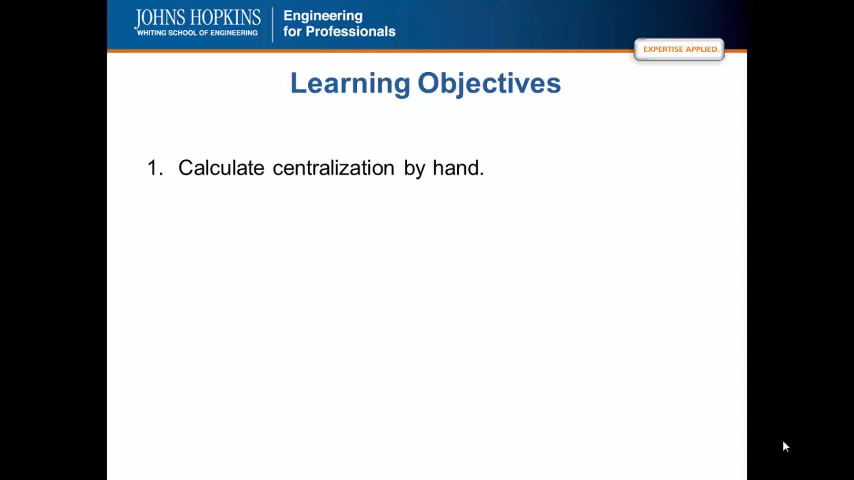 JOHNS HOPKINS
WHITING SCHOOL OF ENGINEERING
Engineering
for Professionals
EXPERTISE APPLIED.
Learning Objectives
1. Calculate centralization by hand.